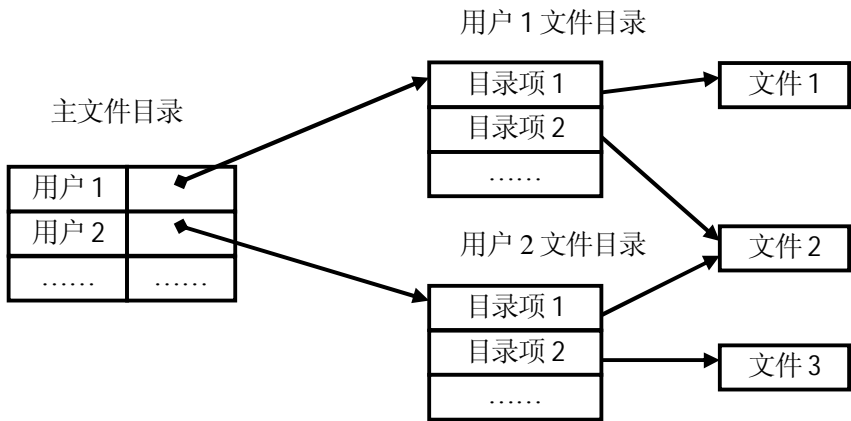 主文件目录
用户 1
用户 2
…… ……
用户 1 文件目录
目录项 1
目录项 2
……
用户 2 文件目录
目录项 1
目录项 2
……
文件 1
文件 2
文件 3